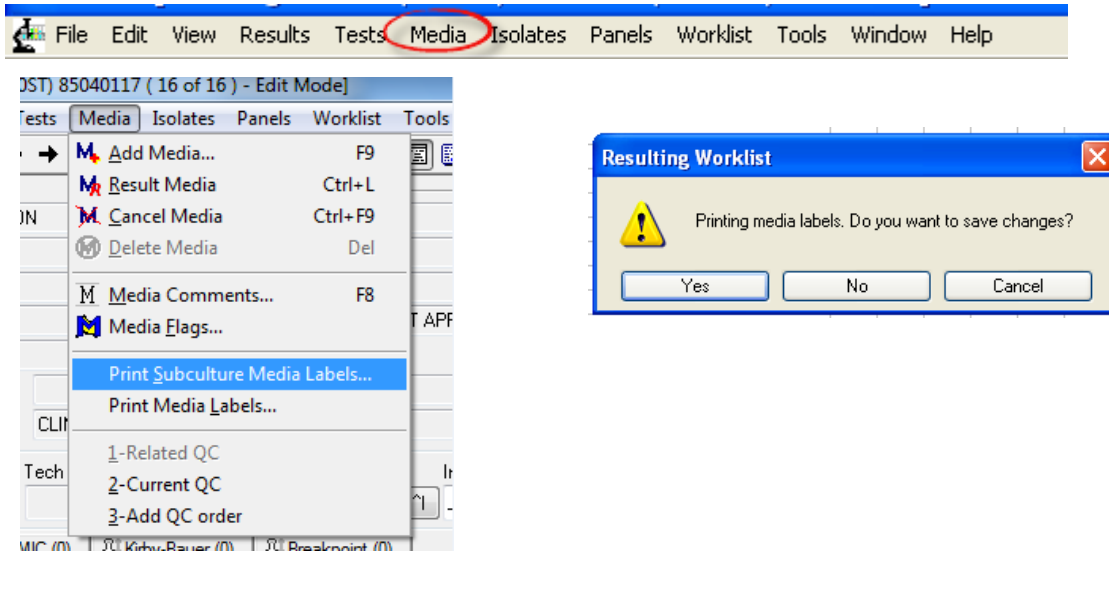 File Edit View Results Tests Media Isolates Panels Worklist Tools Window Help
85040117 ( 16 of 16 ) - Edit Mode]
Media Isolates Panels Worklist Tools
Add Media... F9
Result Media Ctrl+L
Cancel Media Ctrl+F9
Delete Media Del
M Media Comments... F8
Media Flags...
Print Subculture Media Labels...
Print Media Labels...
1-Related QC
Tech
2-Current QC
3-Add QC order
Kirby-Bauer (0) Breakpoint (0)
Resulting Worklist
Printing media labels. Do you want to save changes?
Yes No Cancel